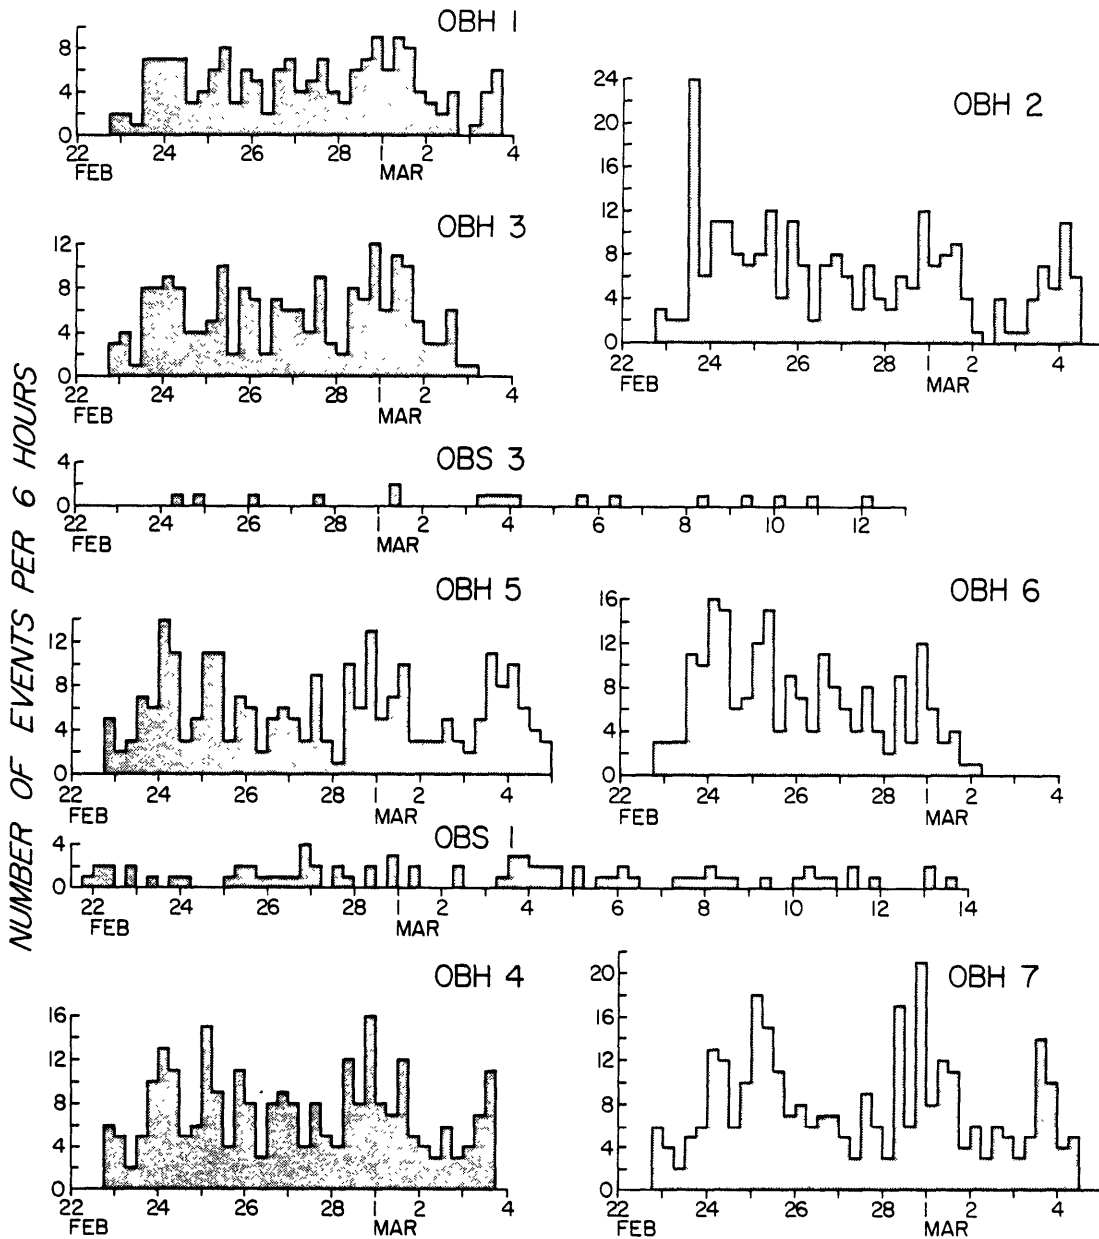 NUMBER OF EVENTS PER 6 HOURS
OBH 1
8
4
0
22 24 26 28 1 2 4
FEB MAR
OBH 2
24
20
16
12
8
4
0
22 24 26 28 1 2 4
FEB MAR
OBH 3
12
8
4
0
22 24 26 28 1 2 4
FEB MAR
OBS 3
4
0
22 24 26 28 1 2 4 6 8 10 12
FEB MAR
OBH 5
12
8
4
0
22 24 26 28 1 2 4
FEB MAR
OBH 6
16
12
8
4
0
22 24 26 28 1 2 4
FEB MAR
OBS 1
4
0
22 24 26 28 1 2 4 6 8 10 12 14
FEB MAR
OBH 4
16
12
8
4
0
22 24 26 28 1 2 4
FEB MAR
OBH 7
20
16
12
8
4
0
22 24 26 28 1 2 4
FEB MAR